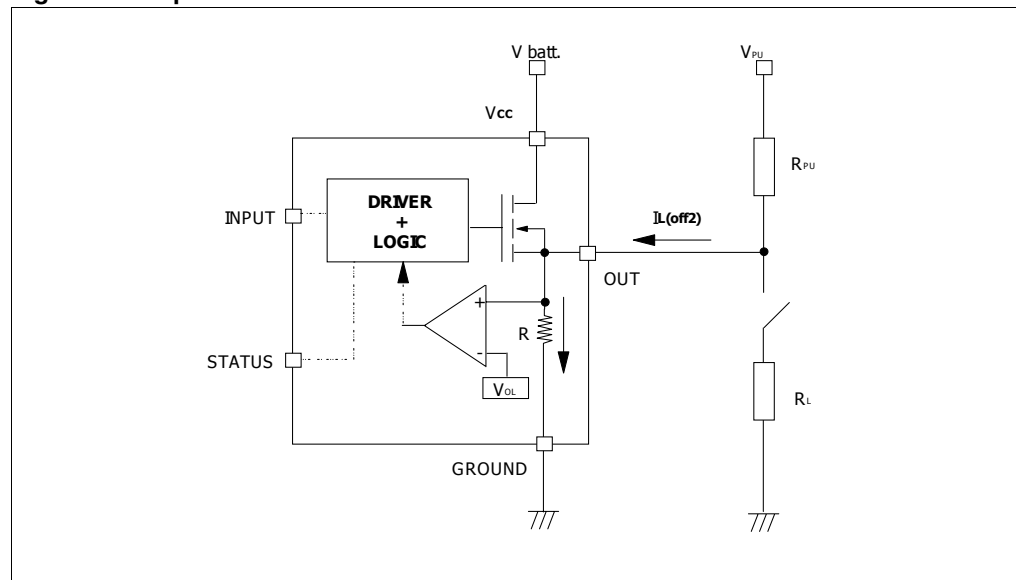 V batt.
VPU
Vcc
RPU
DRIVER
+
LOGIC
INPUT
IL(off2)
OUT
+
R
-
STATUS
VOL
RL
GROUND